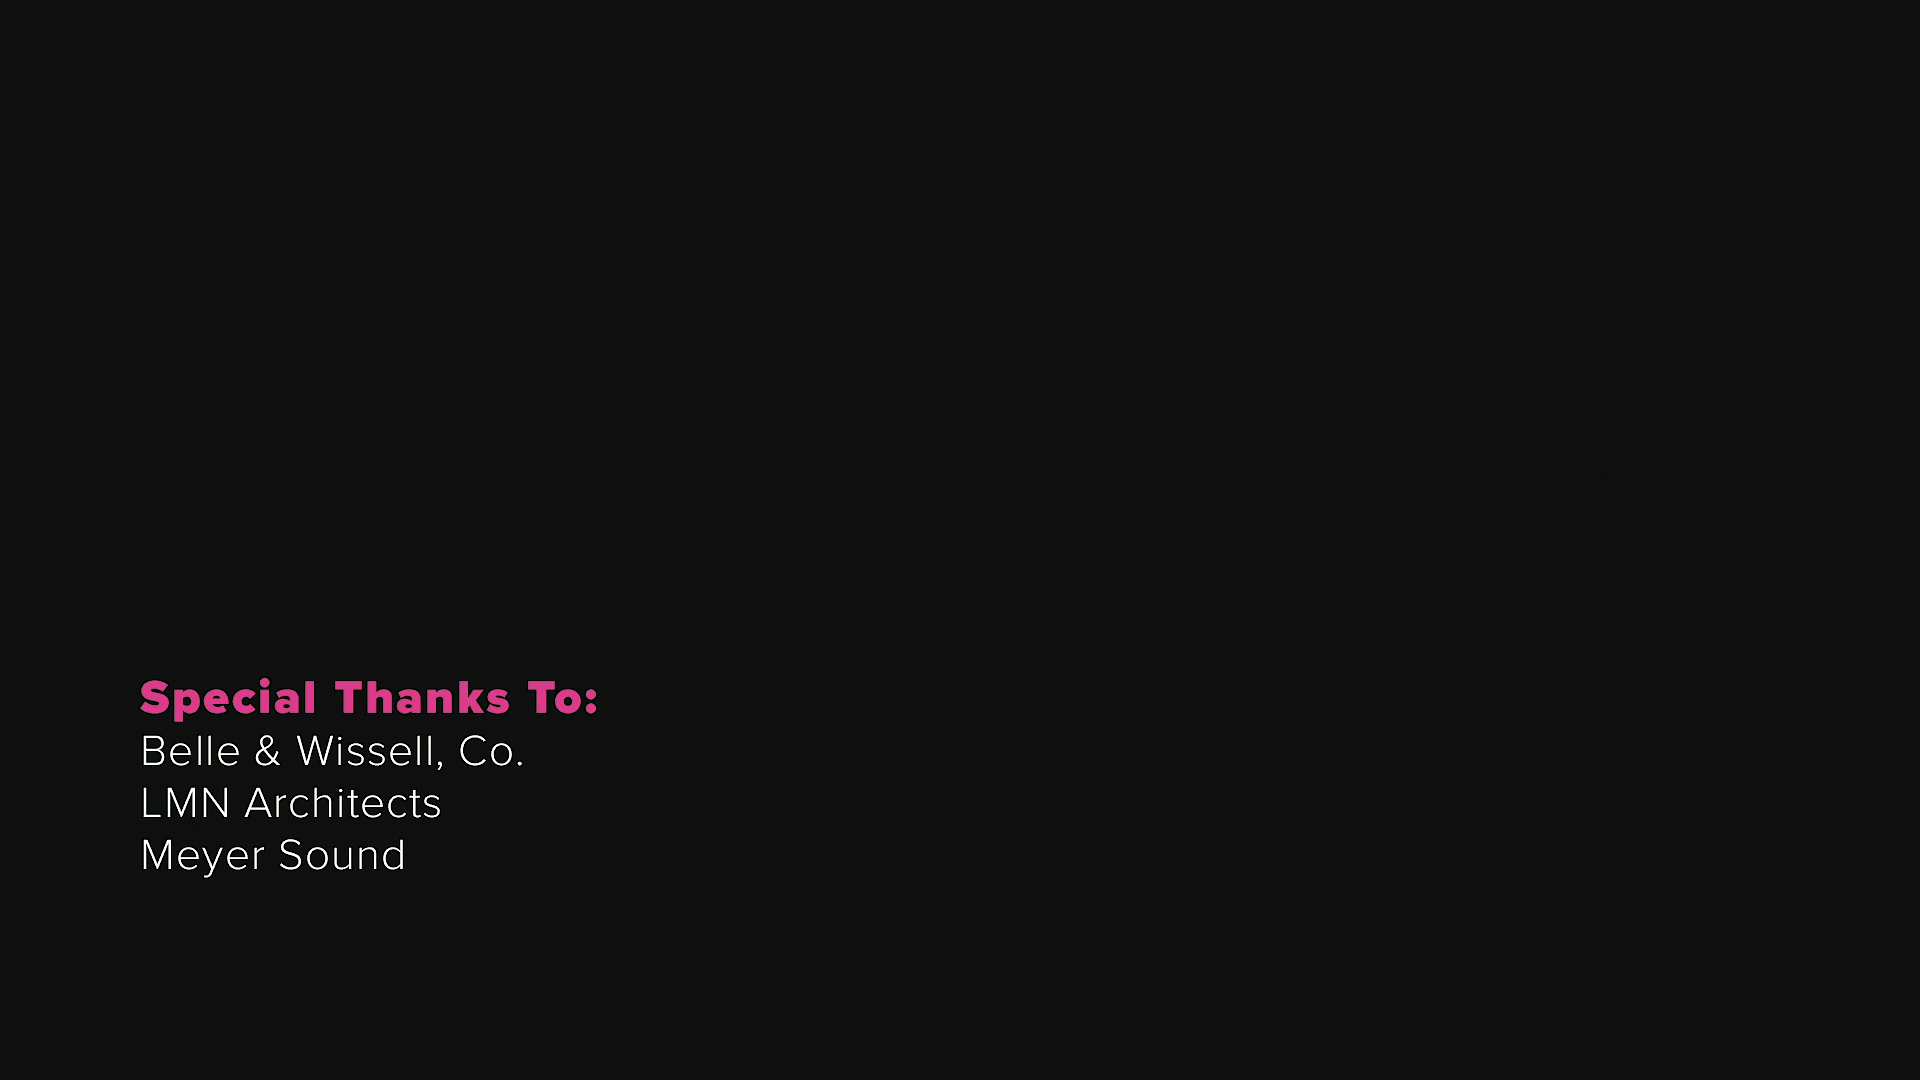 Special Thanks To:
Belle & Wissell, Co.
LMN Architects
Meyer Sound